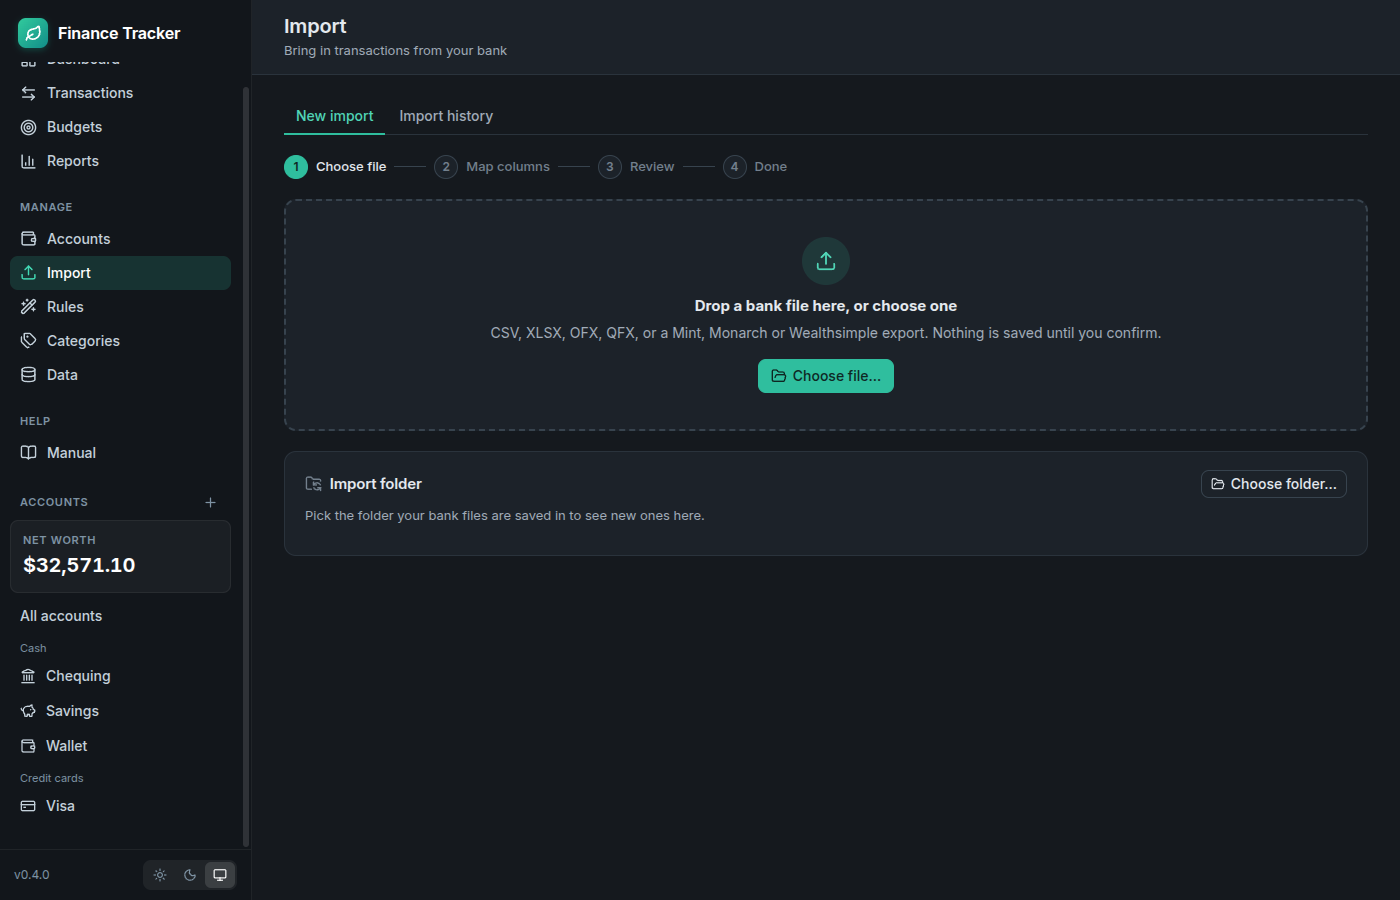 Finance Tracker
Dashboard
Transactions
Budgets
Reports
MANAGE
Accounts
Import
Rules
Categories
Data
HELP
Manual
ACCOUNTS
NET WORTH
$32,571.10
All accounts
Cash
Chequing
Savings
Wallet
Credit cards
Visa
v0.4.0
Import
Bring in transactions from your bank
New import
Import history
1 Choose file 2 Map columns 3 Review 4 Done
Drop a bank file here, or choose one
CSV, XLSX, OFX, QFX, or a Mint, Monarch or Wealthsimple export. Nothing is saved until you confirm.
Choose file...
Import folder
Choose folder...
Pick the folder your bank files are saved in to see new ones here.